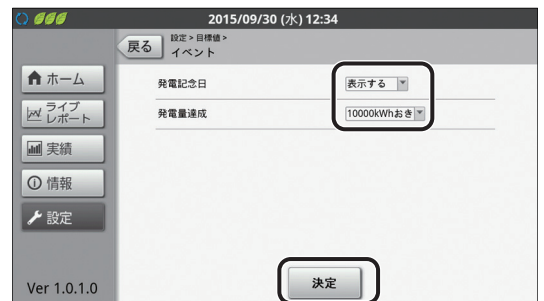 2015/09/30 (水) 12:34
戻る
設定 > 目標値 >
イベント
ホーム
ライブ
レポート
実績
情報
設定
Ver 1.0.1.0
発電記念日
表示する
発電量達成
10000kWhおき
決定